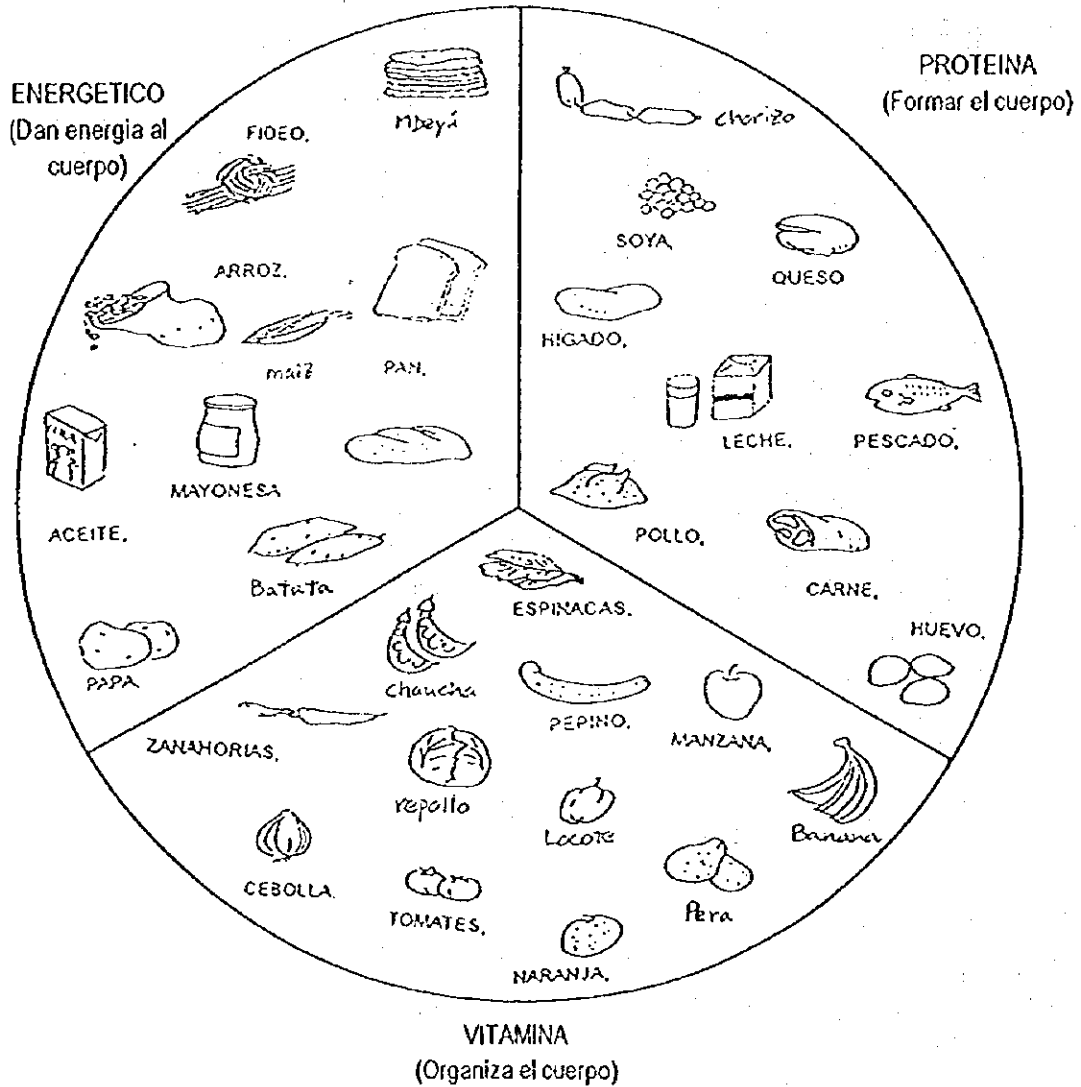 ENERGETICO
(Dan energia al
cuerpo)
FIDEO.
Mbeyú
ARROZ.
maiz
PAN.
MAYONESA
ACEITE.
Batata
PAPA
PROTEINA
(Formar el cuerpo)
chorizo
SOYA.
QUESO
HIGADO.
LECHE.
PESCADO.
POLLO.
CARNE.
HUEVO.
ESPINACAS.
chaucha
PEPINO.
MANZANA.
ZANAHORIAS.
repollo
Locote
Banana
CEBOLLA.
TOMATES.
Pera
NARANJA.
VITAMINA
(Organiza el cuerpo)